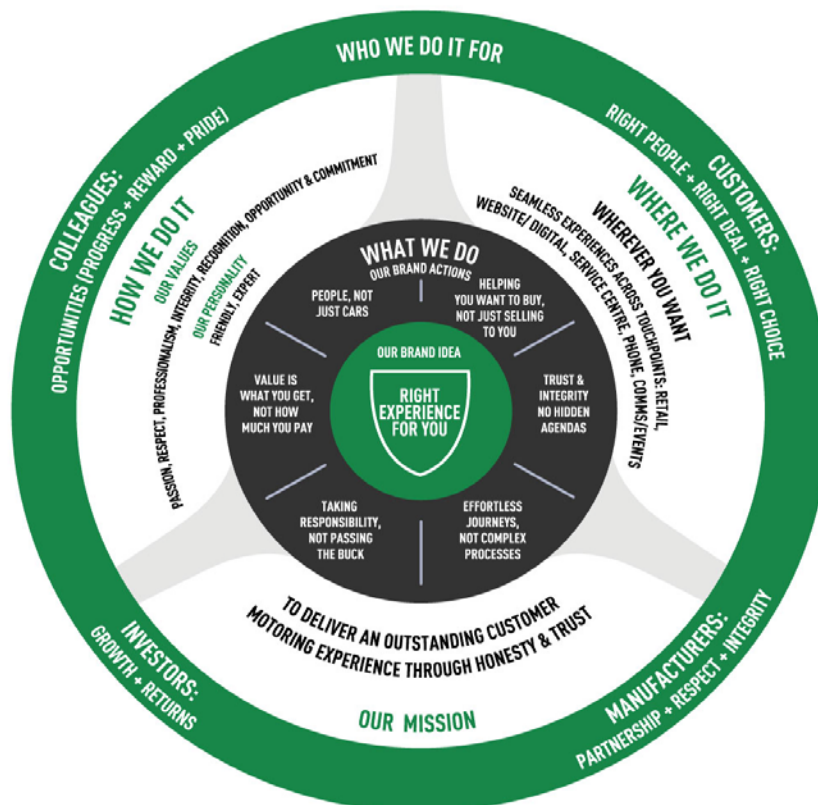 WHO WE DO IT FOR
COLLEAGUES:
OPPORTUNITIES (PROGRESS + REWARD + PRIDE)
CUSTOMERS:
RIGHT PEOPLE + RIGHT DEAL + RIGHT CHOICE
HOW WE DO IT
OUR VALUES
PASSION, RESPECT, PROFESSIONALISM, INTEGRITY, RECOGNITION, OPPORTUNITY & COMMITMENT
OUR PERSONALITY
FRIENDLY, EXPERT
WHERE WE DO IT
WHEREVER YOU WANT
SEAMLESS EXPERIENCES ACROSS TOUCHPOINTS: RETAIL,
WEBSITE/ DIGITAL, SERVICE CENTRE, PHONE, COMMS/EVENTS
WHAT WE DO
OUR BRAND ACTIONS
PEOPLE, NOT
JUST CARS
HELPING
YOU WANT TO BUY,
NOT JUST SELLING
TO YOU
VALUE IS
WHAT YOU GET,
NOT HOW
MUCH YOU PAY
OUR BRAND IDEA
RIGHT
EXPERIENCE
FOR YOU
TRUST &
INTEGRITY
NO HIDDEN
AGENDAS
TAKING
RESPONSIBILITY,
NOT PASSING
THE BUCK
EFFORTLESS
JOURNEYS,
NOT COMPLEX
PROCESSES
TO DELIVER AN OUTSTANDING CUSTOMER
MOTORING EXPERIENCE THROUGH HONESTY & TRUST
OUR MISSION
INVESTORS:
GROWTH + RETURNS
MANUFACTURERS:
PARTNERSHIP + RESPECT + INTEGRITY